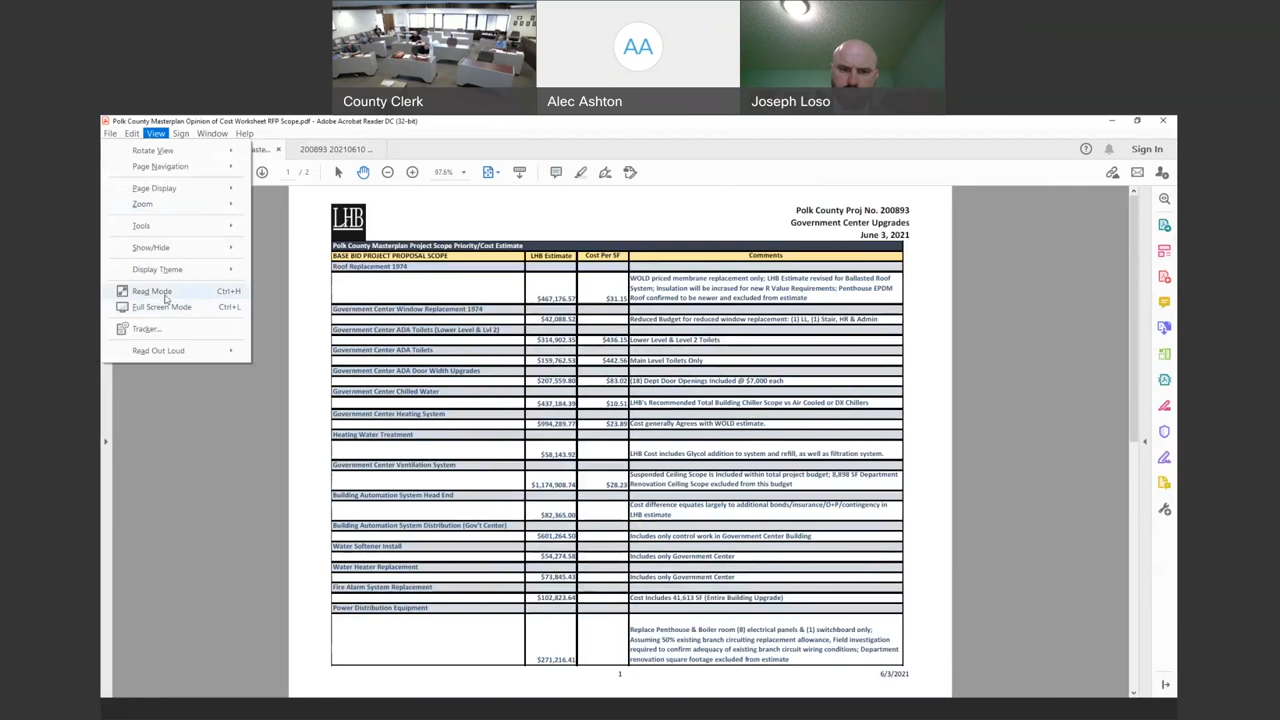 AA
County Clerk
Alec Ashton
Joseph Loso
Polk County Masterplan Opinion of Cost Worksheet RFP Scope.pdf - Adobe Acrobat Reader DC (32-bit)
File Edit View Sign Window Help
Rotate View
Page Navigation
Page Display
Zoom
Tools
Show/Hide
Display Theme
Read Mode Ctrl+H
Full Screen Mode Ctrl+L
Tracker...
Read Out Loud
aste...
200893 20210610 ...
Sign In
1 / 2
97.6%
LHB
Polk County Proj No. 200893
Government Center Upgrades
June 3, 2021
Polk County Masterplan Project Scope Priority/Cost Estimate
BASE BID PROJECT PROPOSAL SCOPE LHB Estimate Cost Per SF Comments
Roof Replacement 1974
WOLD priced membrane replacement only; LHB Estimate revised for Ballasted Roof
System; Insulation will be incrased for new R Value Requirements; Penthouse EPDM
$467,176.57 $31.15 Roof confirmed to be newer and excluded from estimate
Government Center Window Replacement 1974
$42,088.52 Reduced Budget for reduced window replacement: (1) LL, (1) Stair, HR & Admin
Government Center ADA Toilets (Lower Level & Lvl 2)
$314,902.35 $436.15 Lower Level & Level 2 Toilets
Government Center ADA Toilets
$159,762.53 $442.56 Main Level Toilets Only
Government Center ADA Door Width Upgrades
$207,559.80 $83.02 (18) Dept Door Openings Included @ $7,000 each
Government Center Chilled Water
$437,184.39 $10.51 LHB's Recommended Total Building Chiller Scope vs Air Cooled or DX Chillers
Government Center Heating System
$994,289.77 $23.89 Cost generally Agrees with WOLD estimate.
Heating Water Treatment
$58,143.92 LHB Cost includes Glycol addition to system and refill, as well as filtration system.
Government Center Ventilation System
Suspended Ceiling Scope is Included within total project budget; 8,898 SF Department
$1,174,908.74 $28.23 Renovation Ceiling Scope excluded from this budget
Building Automation System Head End
Cost difference equates largely to additional bonds/insurance/O+P/contingency in
$82,365.00 LHB estimate
Building Automation System Distribution (Gov't Center)
$601,264.50 Includes only control work in Government Center Building
Water Softener Install
$54,274.58 Includes only Government Center
Water Heater Replacement
$73,845.43 Includes only Government Center
Fire Alarm System Replacement
$102,823.64 Cost Includes 41,613 SF (Entire Building Upgrade)
Power Distribution Equipment
Replace Penthouse & Boiler room (8) electrical panels & (1) switchboard only;
Assuming 50% existing branch circuiting replacement allowance, Field investigation
required to confirm adequacy of existing branch circuit wiring conditions; Department
$271,216.41 renovation square footage excluded from estimate
1 6/3/2021